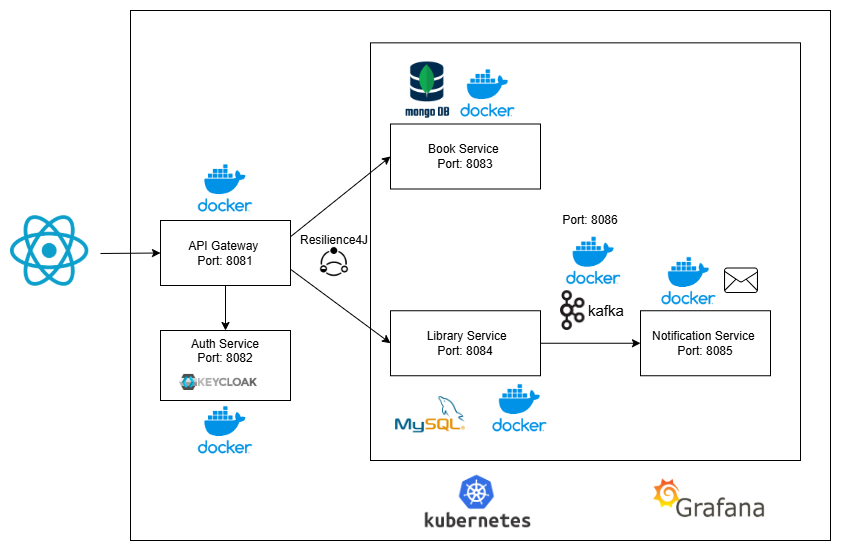 mongo DB
docker
Book Service
Port: 8083
docker
API Gateway
Port: 8081
Resilience4J
Port: 8086
docker
docker
kafka
Library Service
Port: 8084
Notification Service
Port: 8085
Auth Service
Port: 8082
KEYCLOAK
docker
MySQL®
docker
kubernetes
Grafana